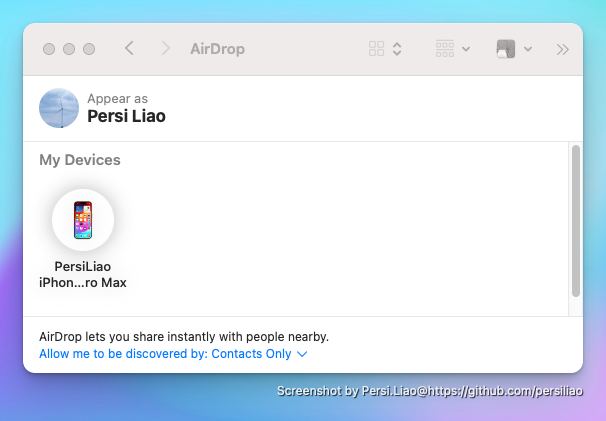 AirDrop
Appear as
Persi Liao
My Devices
PersiLiao
iPhon...ro Max
AirDrop lets you share instantly with people nearby.
Allow me to be discovered by: Contacts Only
Screenshot by Persi.Liao@https://github.com/persiliao